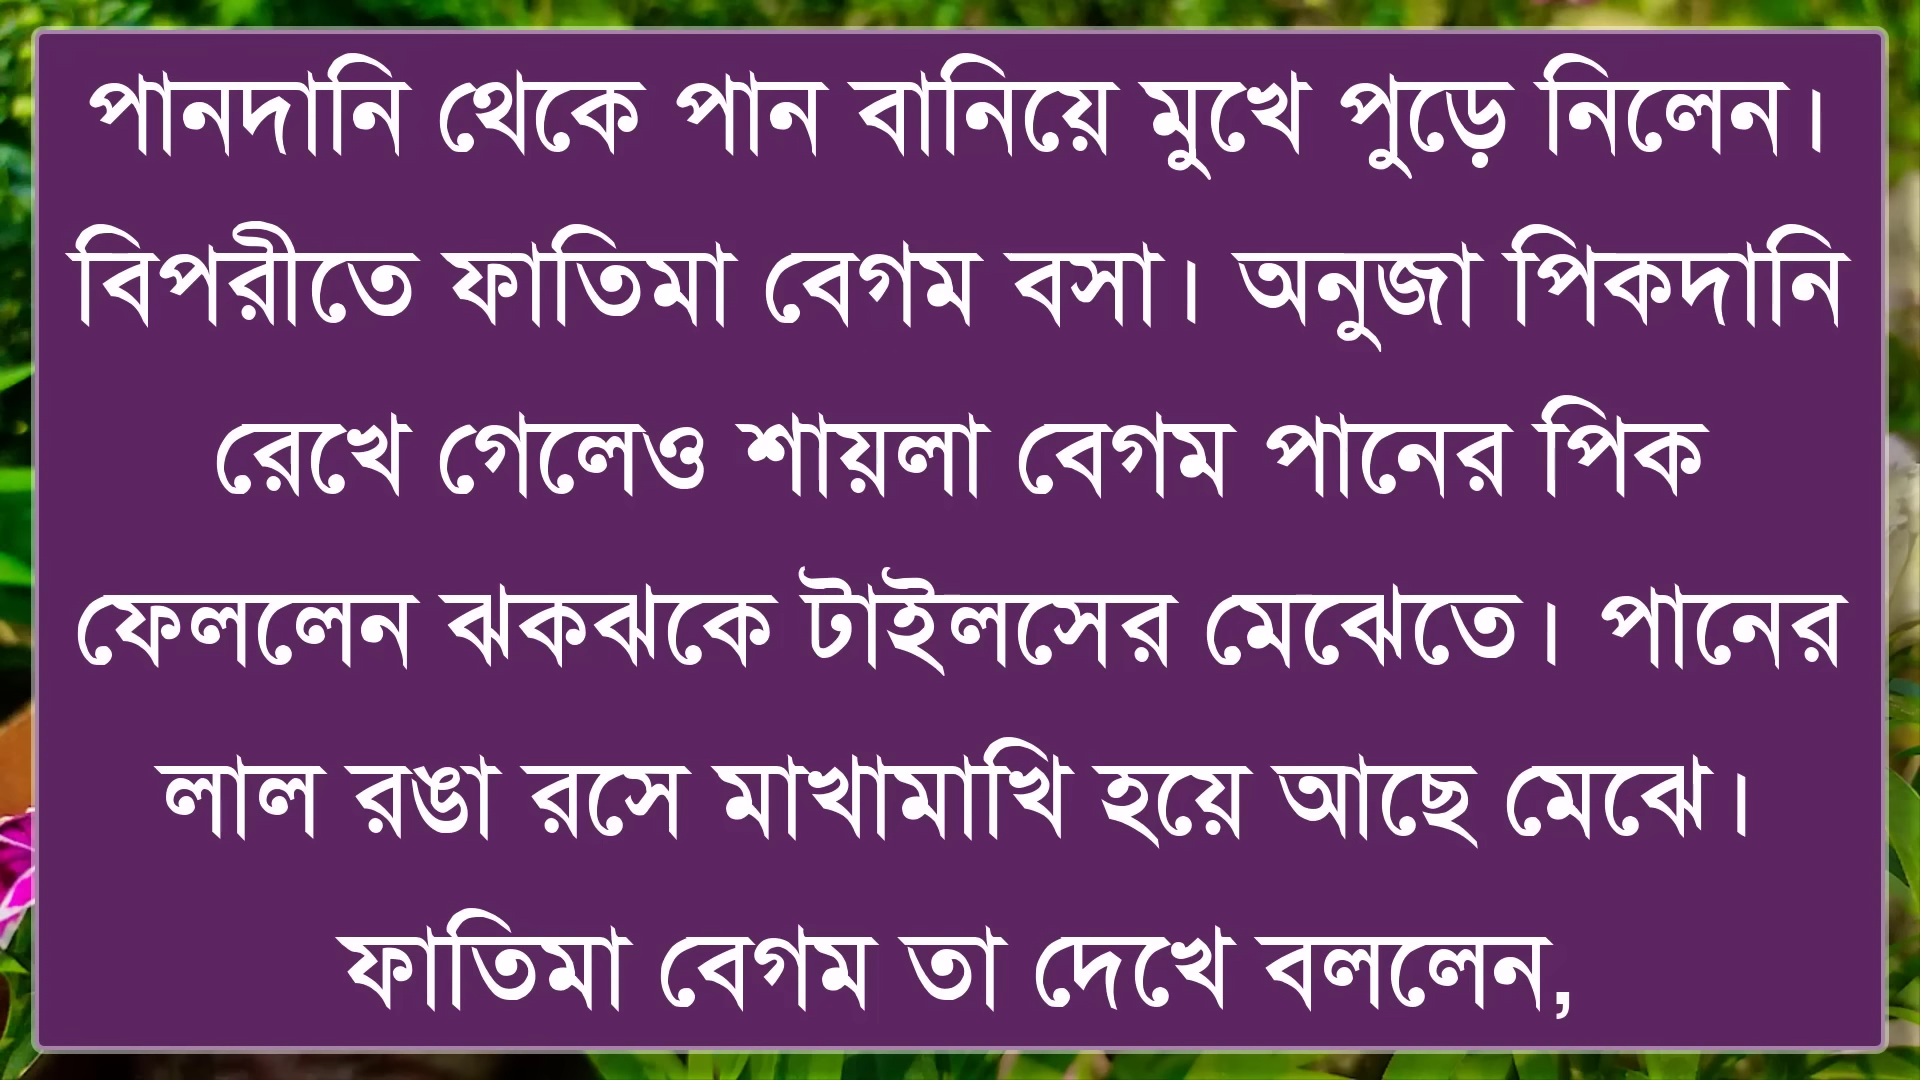 পানদানি থেকে পান বানিয়ে মুখে পুড়ে নিলেন।
বিপরীতে ফাতিমা বেগম বসা। অনুজা পিকদানি
রেখে গেলেও শায়লা বেগম পানের পিক
ফেললেন ঝকঝকে টাইলসের মেঝেতে। পানের
লাল রঙা রসে মাখামাখি হয়ে আছে মেঝে।
ফাতিমা বেগম তা দেখে বললেন,